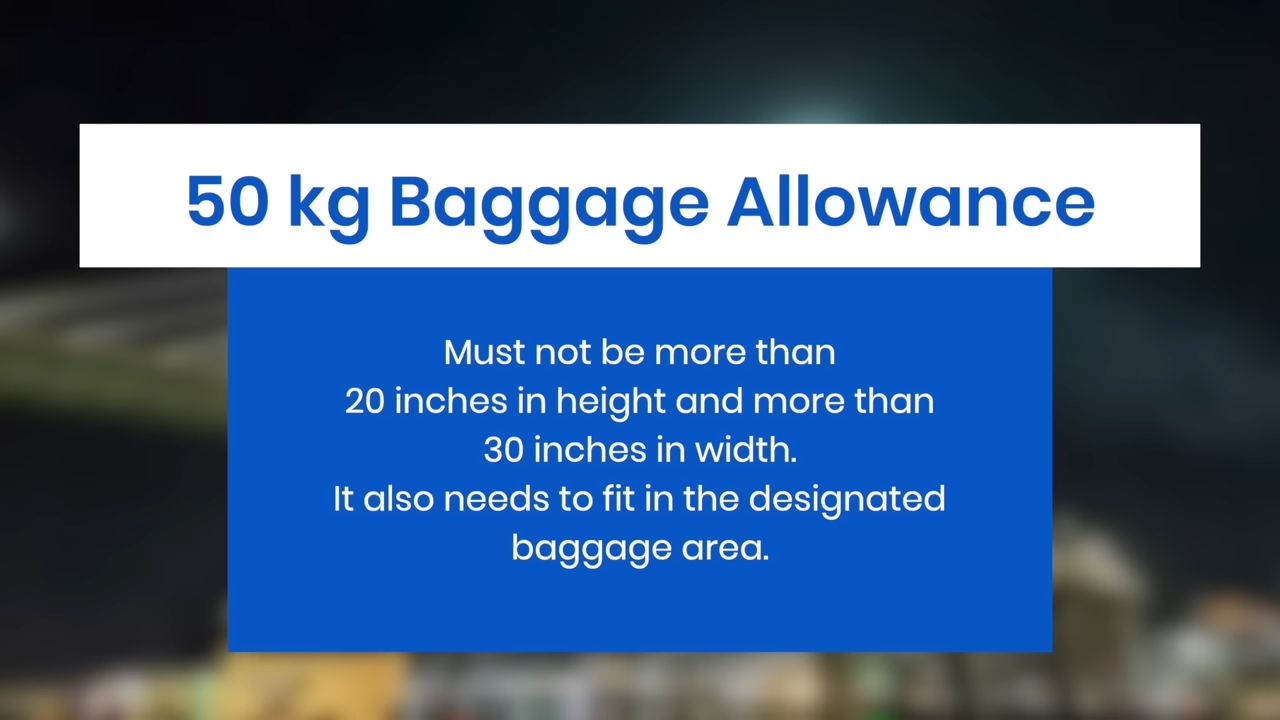 50 kg Baggage Allowance
Must not be more than
20 inches in height and more than
30 inches in width.
It also needs to fit in the designated
baggage area.